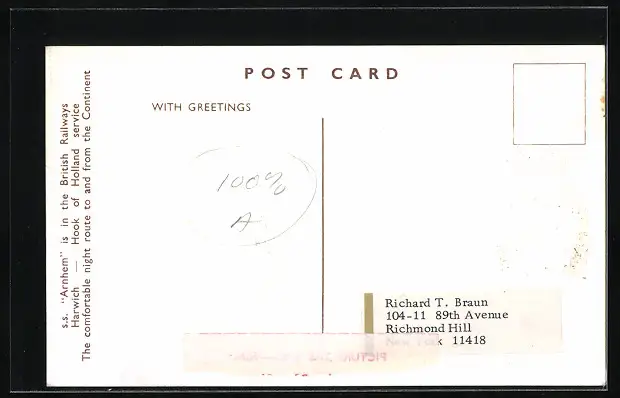 POST CARD
WITH GREETINGS
s.s. "Arnhem" is in the British Railways
Harwich — Hook of Holland service
The comfortable night route to and from the Continent
100%
A
Richard T. Braun
104-11 89th Avenue
Richmond Hill
New York 11418